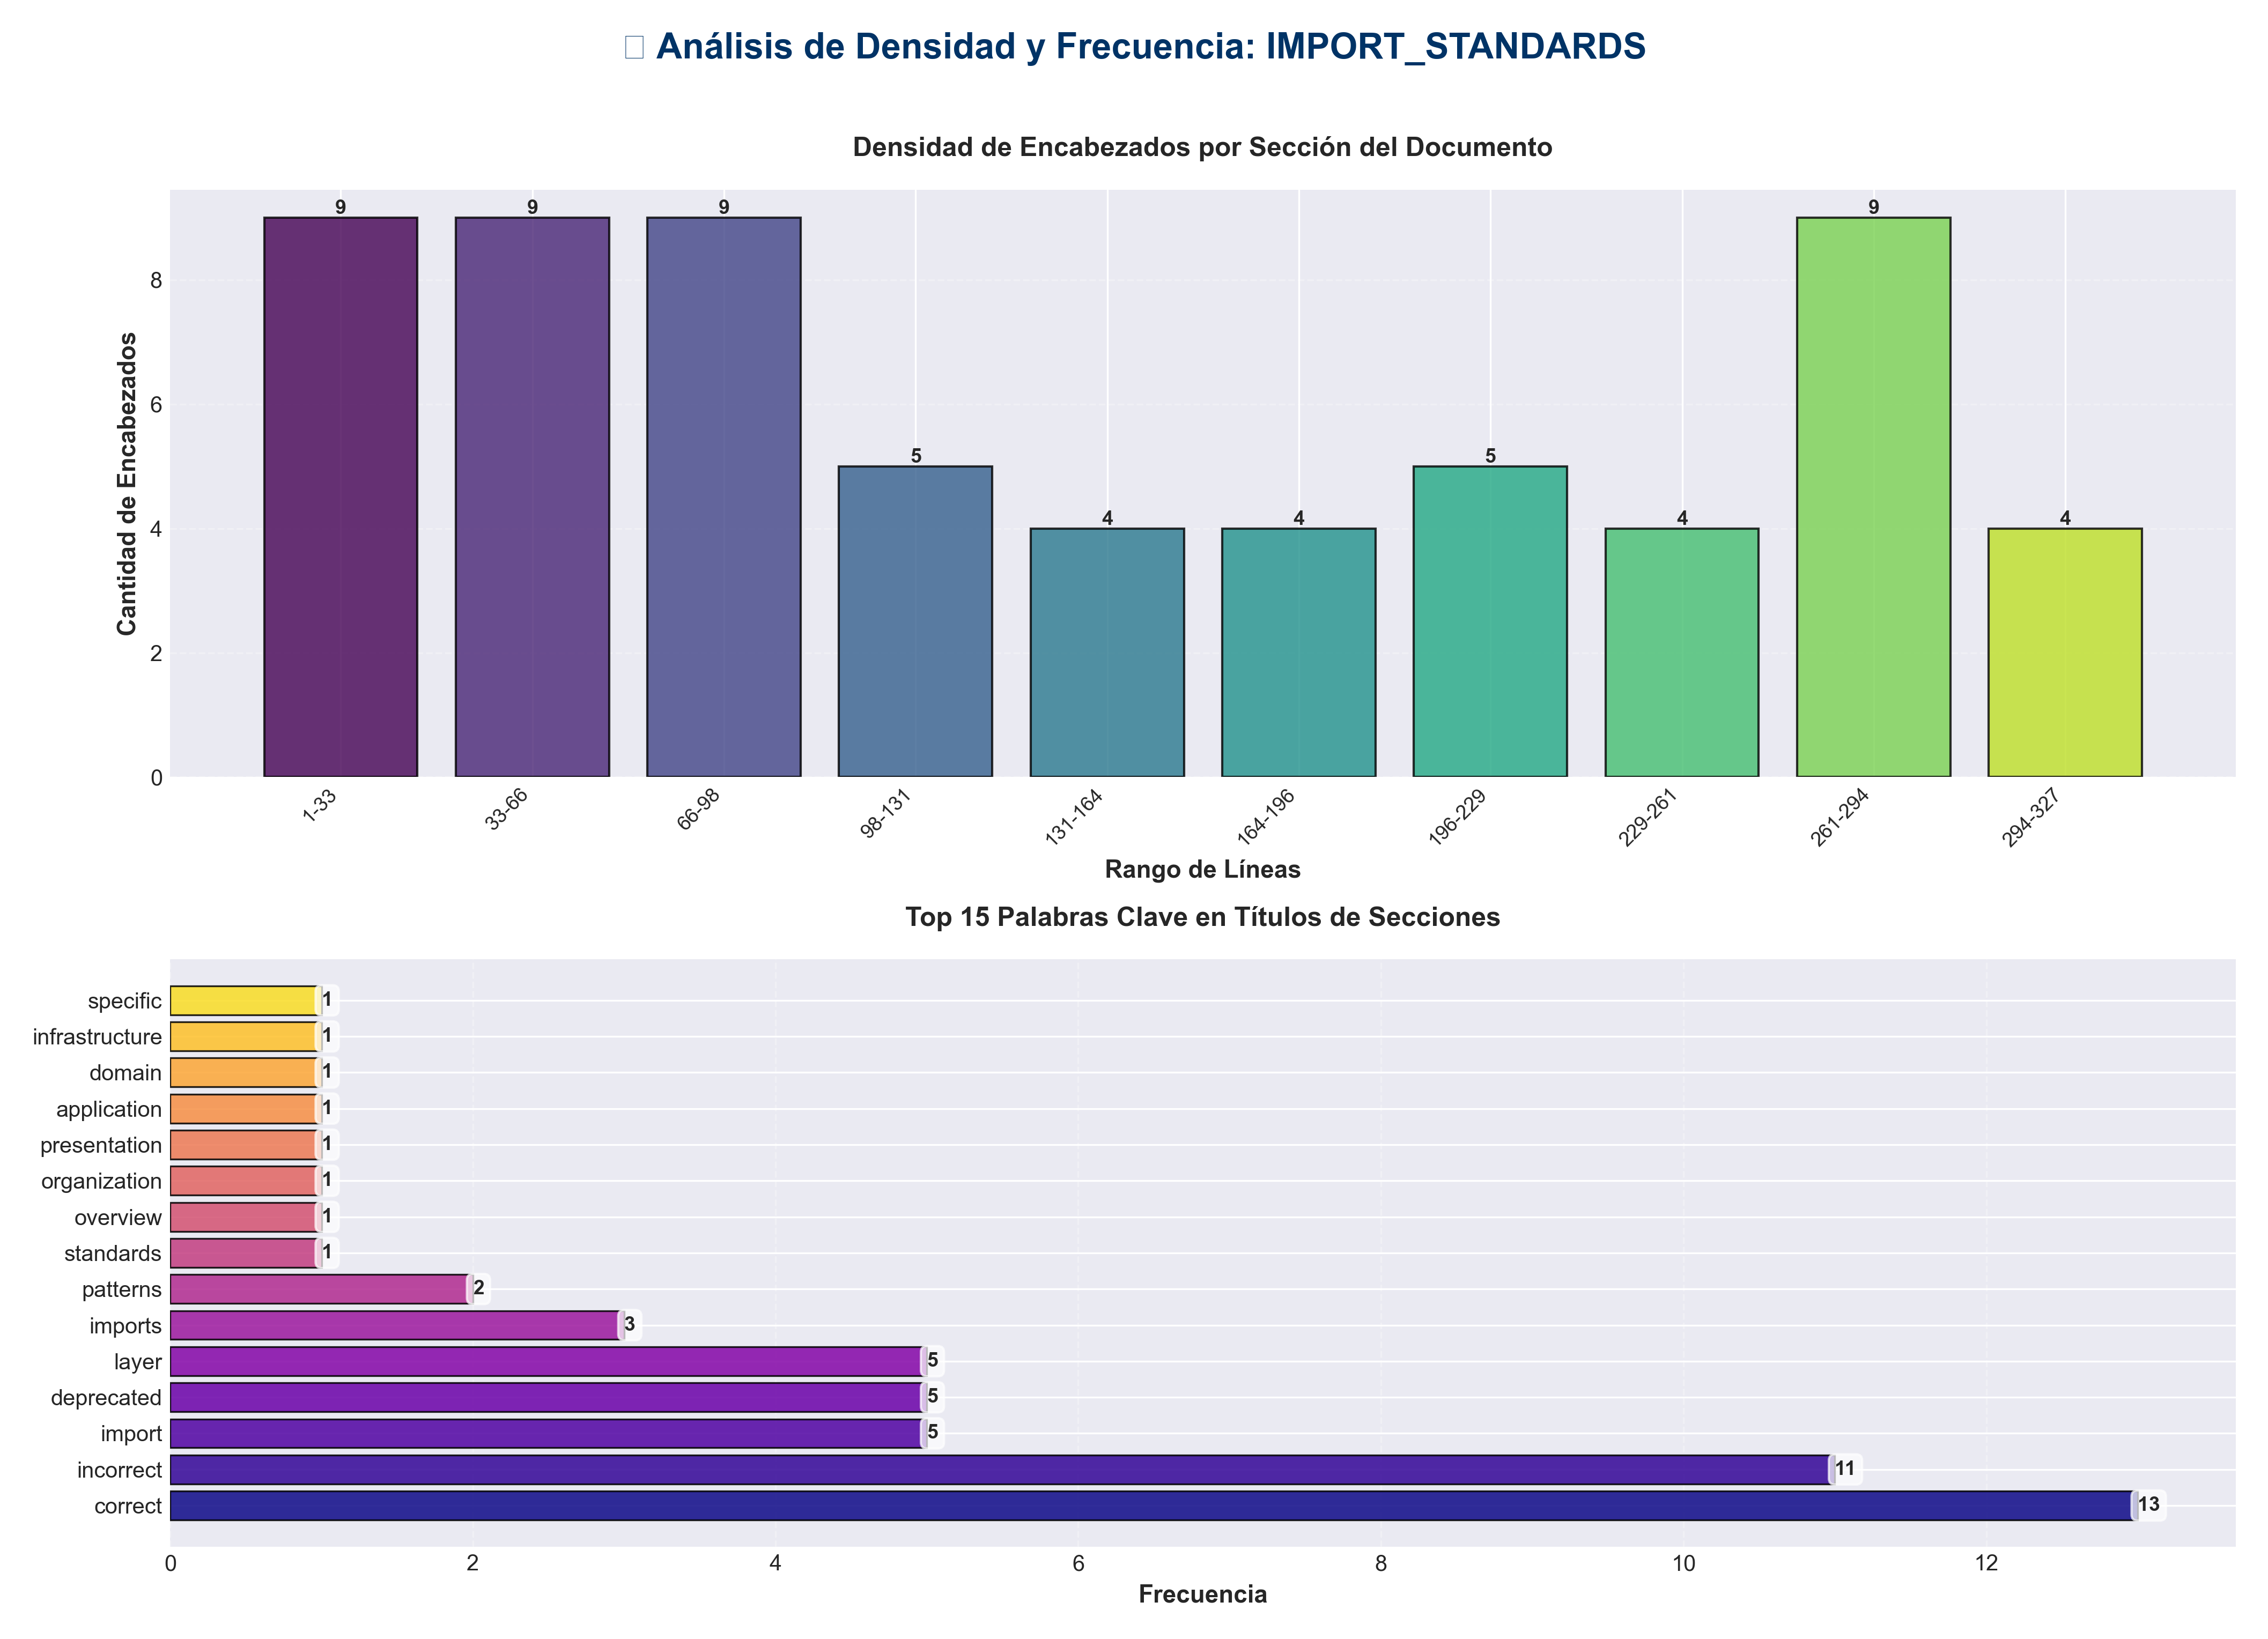 Análisis de Densidad y Frecuencia: IMPORT_STANDARDS
Densidad de Encabezados por Sección del Documento
9 9 9 5 4 4 5 4 9 4
Cantidad de Encabezados
8
6
4
2
0
1-33 33-66 66-98 98-131 131-164 164-196 196-229 229-261 261-294 294-327
Rango de Líneas
Top 15 Palabras Clave en Títulos de Secciones
specific 1
infrastructure 1
domain 1
application 1
presentation 1
organization 1
overview 1
standards 1
patterns 2
imports 3
layer 5
deprecated 5
import 5
incorrect 11
correct 13
0 2 4 6 8 10 12
Frecuencia